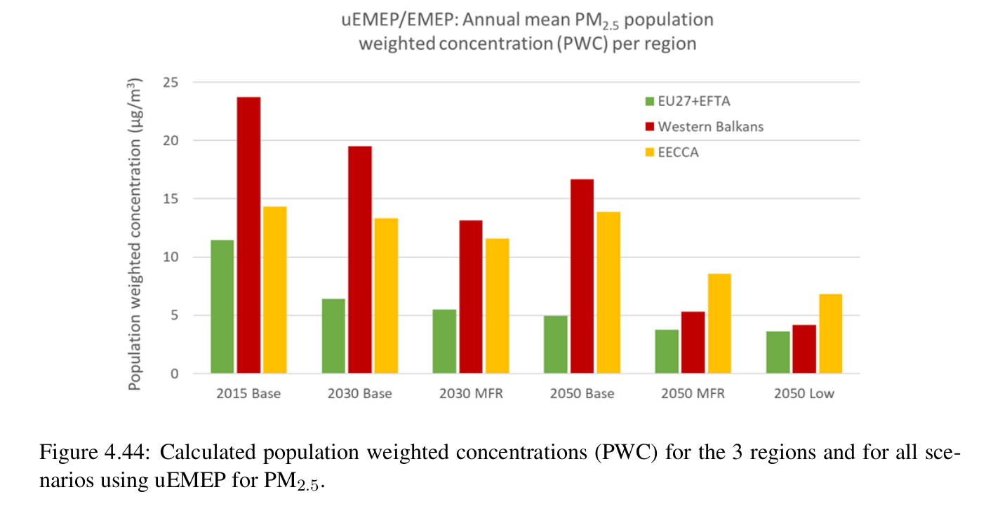 uEMEP/EMEP: Annual mean PM2.5 population
weighted concentration (PWC) per region
Population weighted concentration (µg/m³)
25
20
15
10
5
0
EU27+EFTA
Western Balkans
EECCA
2015 Base
2030 Base
2030 MFR
2050 Base
2050 MFR
2050 Low
Figure 4.44: Calculated population weighted concentrations (PWC) for the 3 regions and for all sce-
narios using uEMEP for PM2.5.